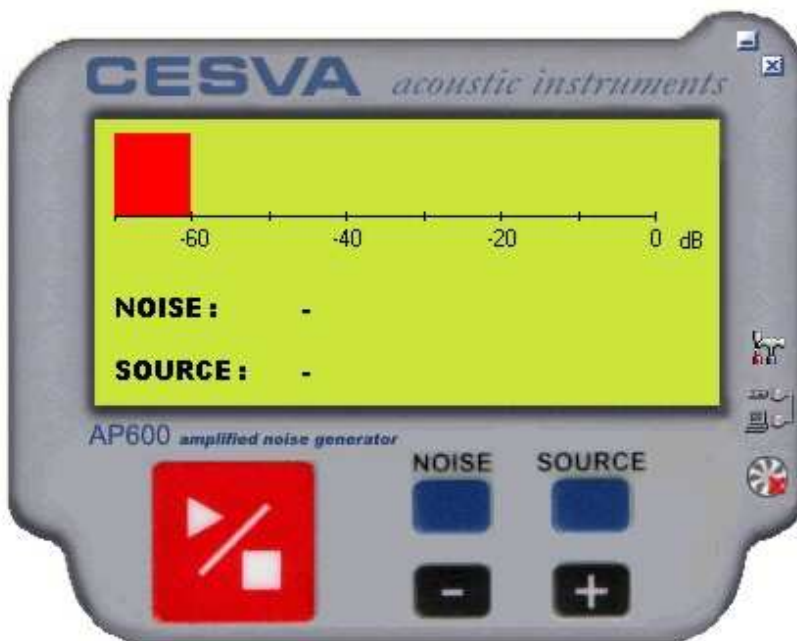 CESVA acoustic instruments
-60 -40 -20 0 dB
NOISE: -
SOURCE: -
AP600 amplified noise generator
NOISE SOURCE
- +